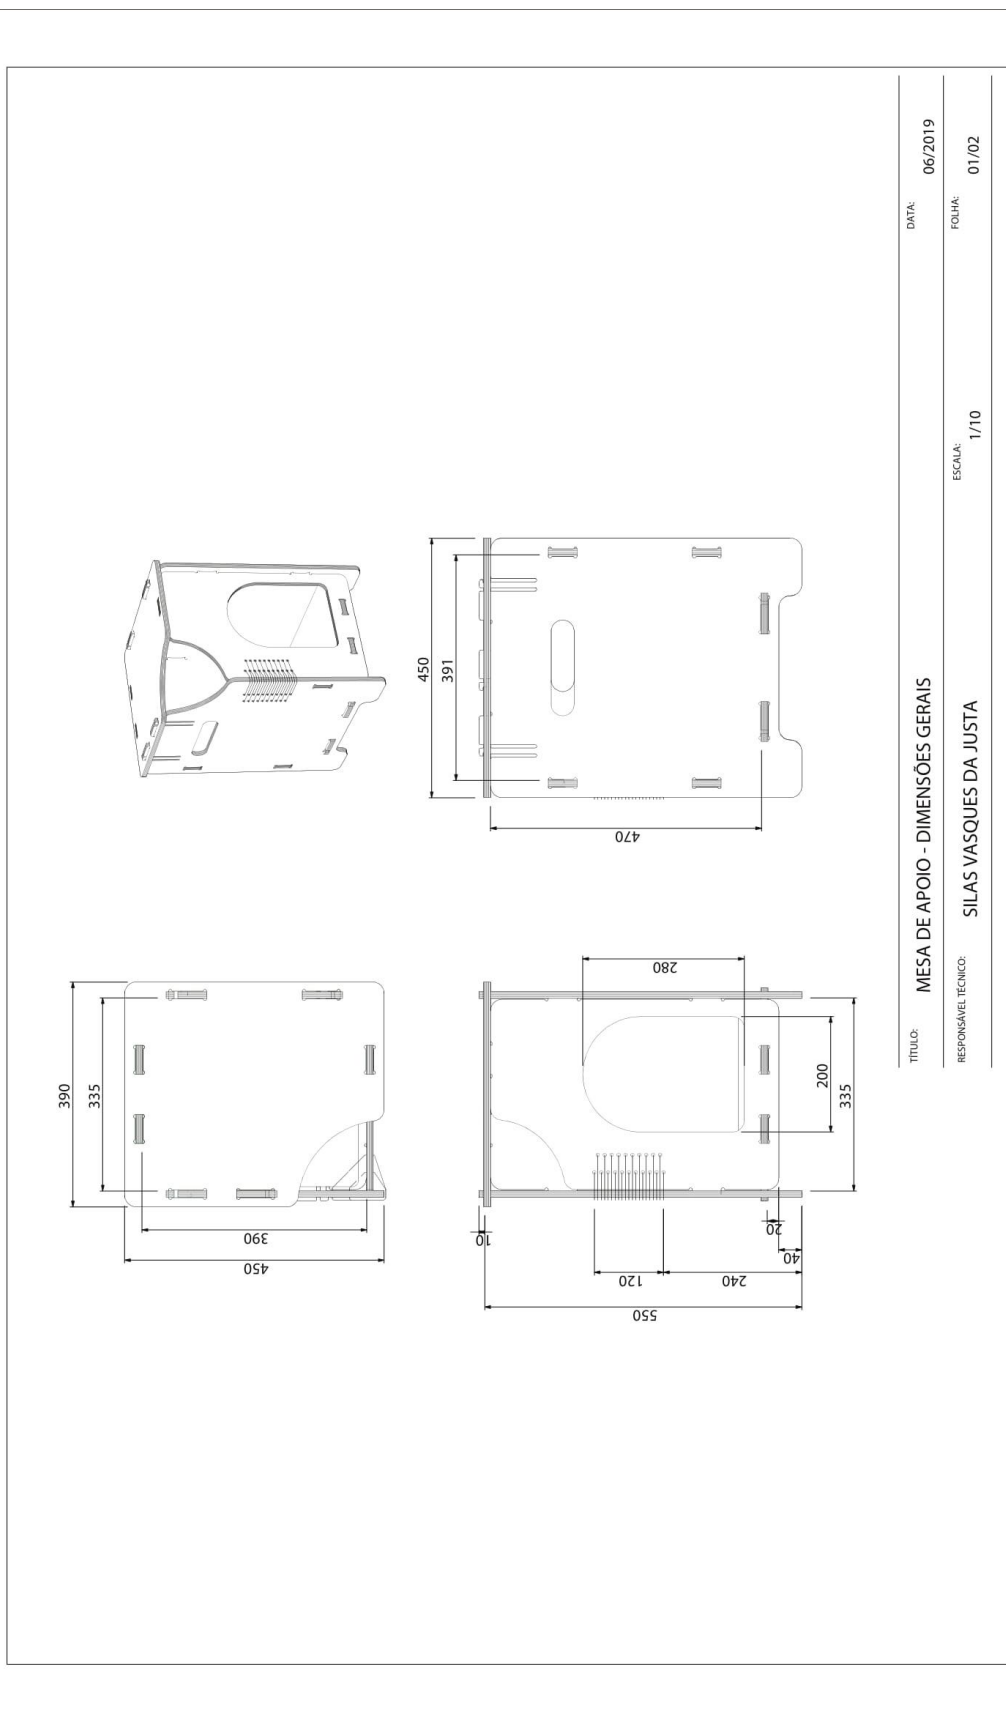 390
335
390
450
450
391
470
280
200
335
10
20
40
120
240
550
TÍTULO:
MESA DE APOIO - DIMENSÕES GERAIS
DATA:
06/2019
RESPONSÁVEL TÉCNICO:
SILAS VASQUES DA JUSTA
ESCALA:
1/10
FOLHA:
01/02